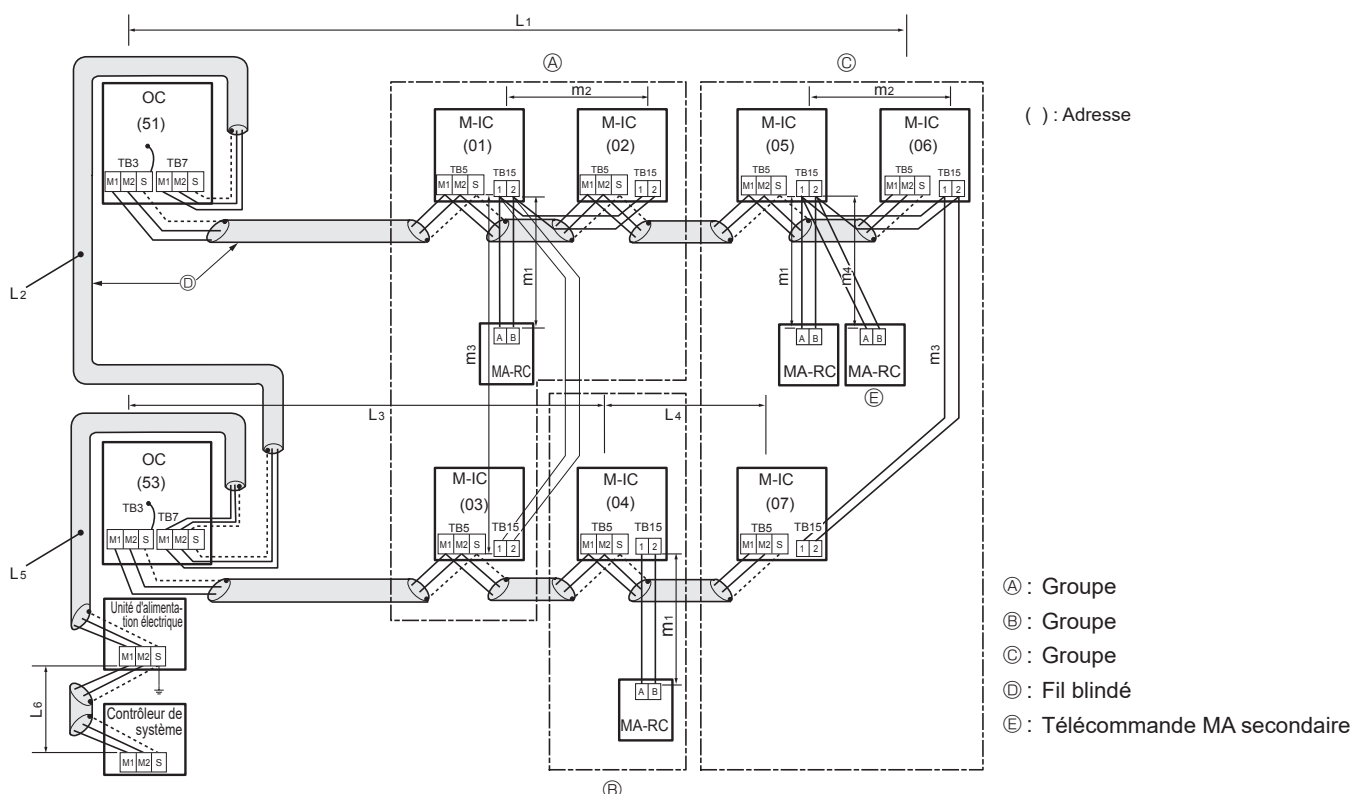 L1
Ⓐ
Ⓒ
OC
(51)
TB3
TB7
M1 M2 S
M1 M2 S
m2
m2
M-IC
(01)
TB5
TB15
M1 M2 S
1 2
M-IC
(02)
TB5
TB15
M1 M2 S
1 2
M-IC
(05)
TB5
TB15
M1 M2 S
1 2
M-IC
(06)
TB5
TB15
M1 M2 S
1 2
( ) : Adresse
L2
Ⓓ
m1
m3
A B
MA-RC
m1
m4
m3
A B
MA-RC
A B
MA-RC
Ⓔ
L3
L4
OC
(53)
TB3
TB7
M1 M2 S
M1 M2 S
M-IC
(03)
TB5
TB15
M1 M2 S
1 2
M-IC
(04)
TB5
TB15
M1 M2 S
1 2
M-IC
(07)
TB5
TB15
M1 M2 S
1 2
L5
Unité d'alimenta-
tion électrique
M1 M2 S
L6
Contrôleur de
système
M1 M2 S
m1
A B
MA-RC
Ⓑ
Ⓐ : Groupe
Ⓑ : Groupe
Ⓒ : Groupe
Ⓓ : Fil blindé
Ⓔ : Télécommande MA secondaire